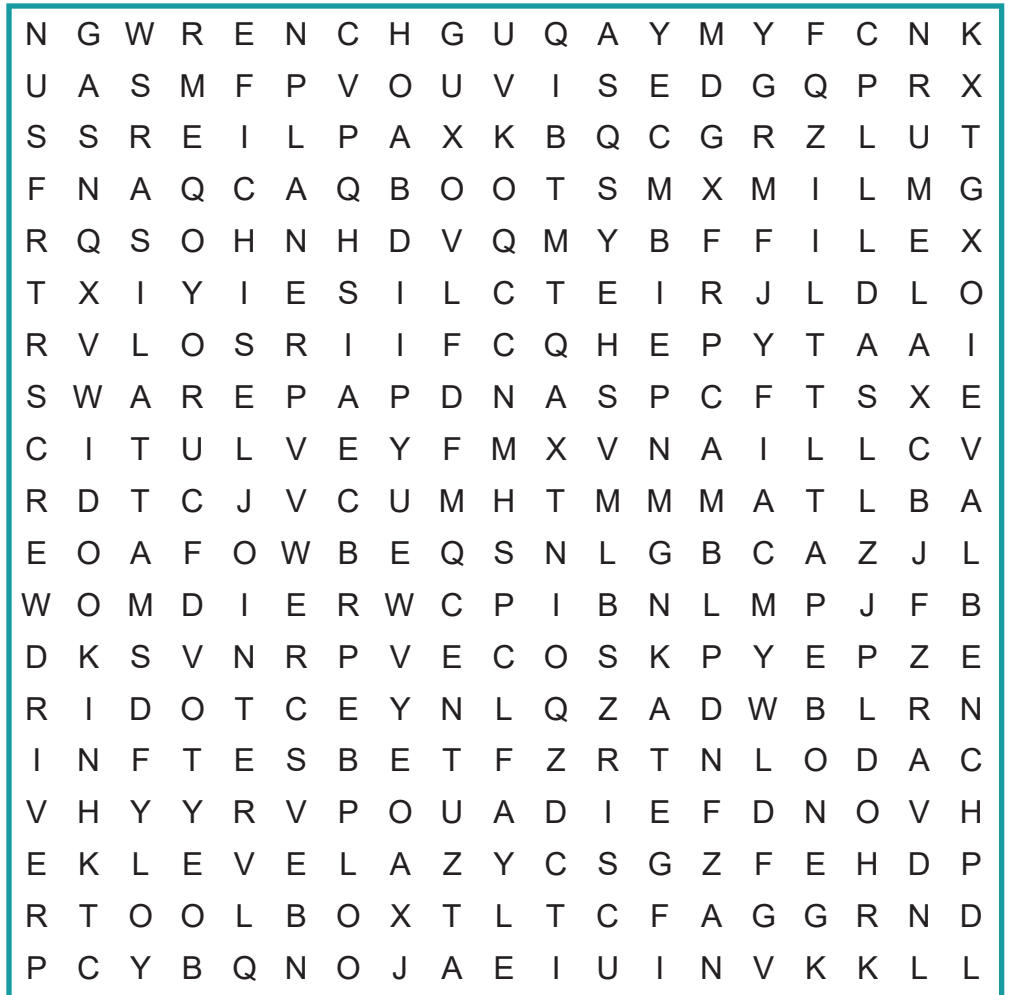 N G W R E N C H G U Q A Y M Y F C N K
U A S M F P V O U V I S E D G Q P R X
S S R E I L P A X K B Q C G R Z L U T
F N A Q C A Q B O O T S M X M I L M G
R Q S O H N H D V Q M Y B F F I L E X
T X I Y I E S I L C T E I R J L D L O
R V L O S R I I F C Q H E P Y T A A I
S W A R E P A P D N A S P C F T S X E
C I T U L V E Y F M X V N A I L L C V
R D T C J V C U M H T M M M A T L B A
E O A F O W B E Q S N L G B C A Z J L
W O M D I E R W C P I B N L M P J F B
D K S V N R P V E C O S K P Y E P Z E
R I D O T C E Y N L Q Z A D W B L R N
I N F T E S B E T F Z R T N L O D A C
V H Y Y R V P O U A D I E F D N O V H
E K L E V E L A Z Y C S G Z F E H D P
R T O O L B O X T L T C F A G G R N D
P C Y B Q N O J A E I U I N V K K L L